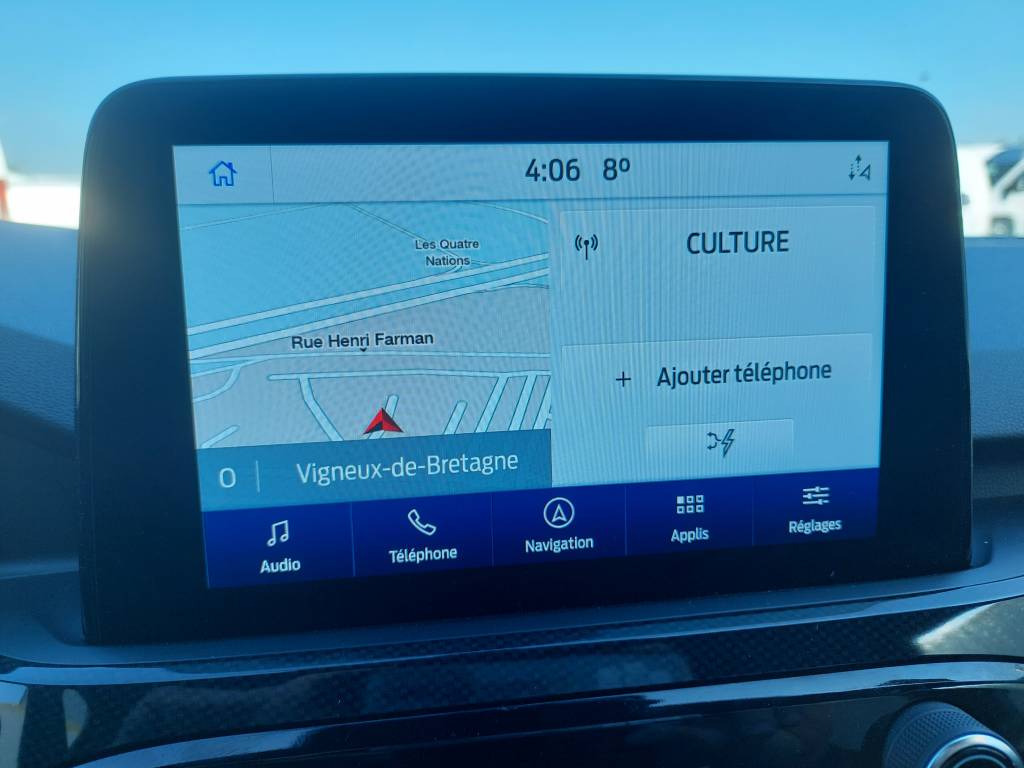 4:06 8º
Les Quatre
Nations
Rue Henri Farman
O Vigneux-de-Bretagne
CULTURE
+ Ajouter téléphone
Audio
Téléphone
Navigation
Applis
Réglages